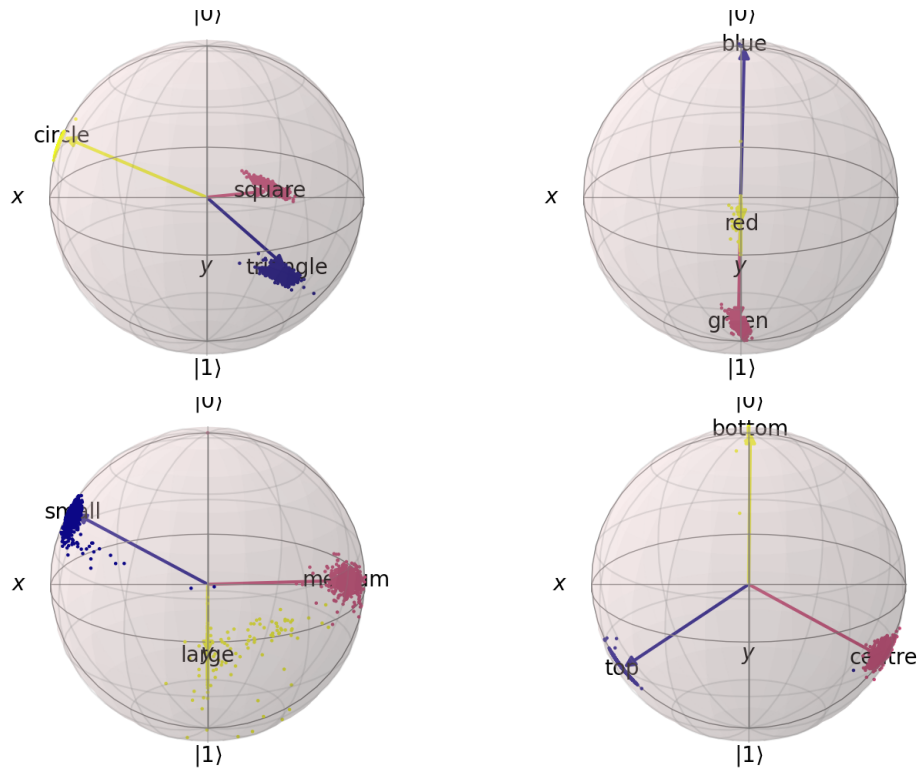 |0⟩
circle
square
x
triangle
y
|1⟩
|0⟩
blue
x
red
y
green
|1⟩
|0⟩
small
x
medium
large
y
|1⟩
|0⟩
bottom
x
y
centre
top
|1⟩